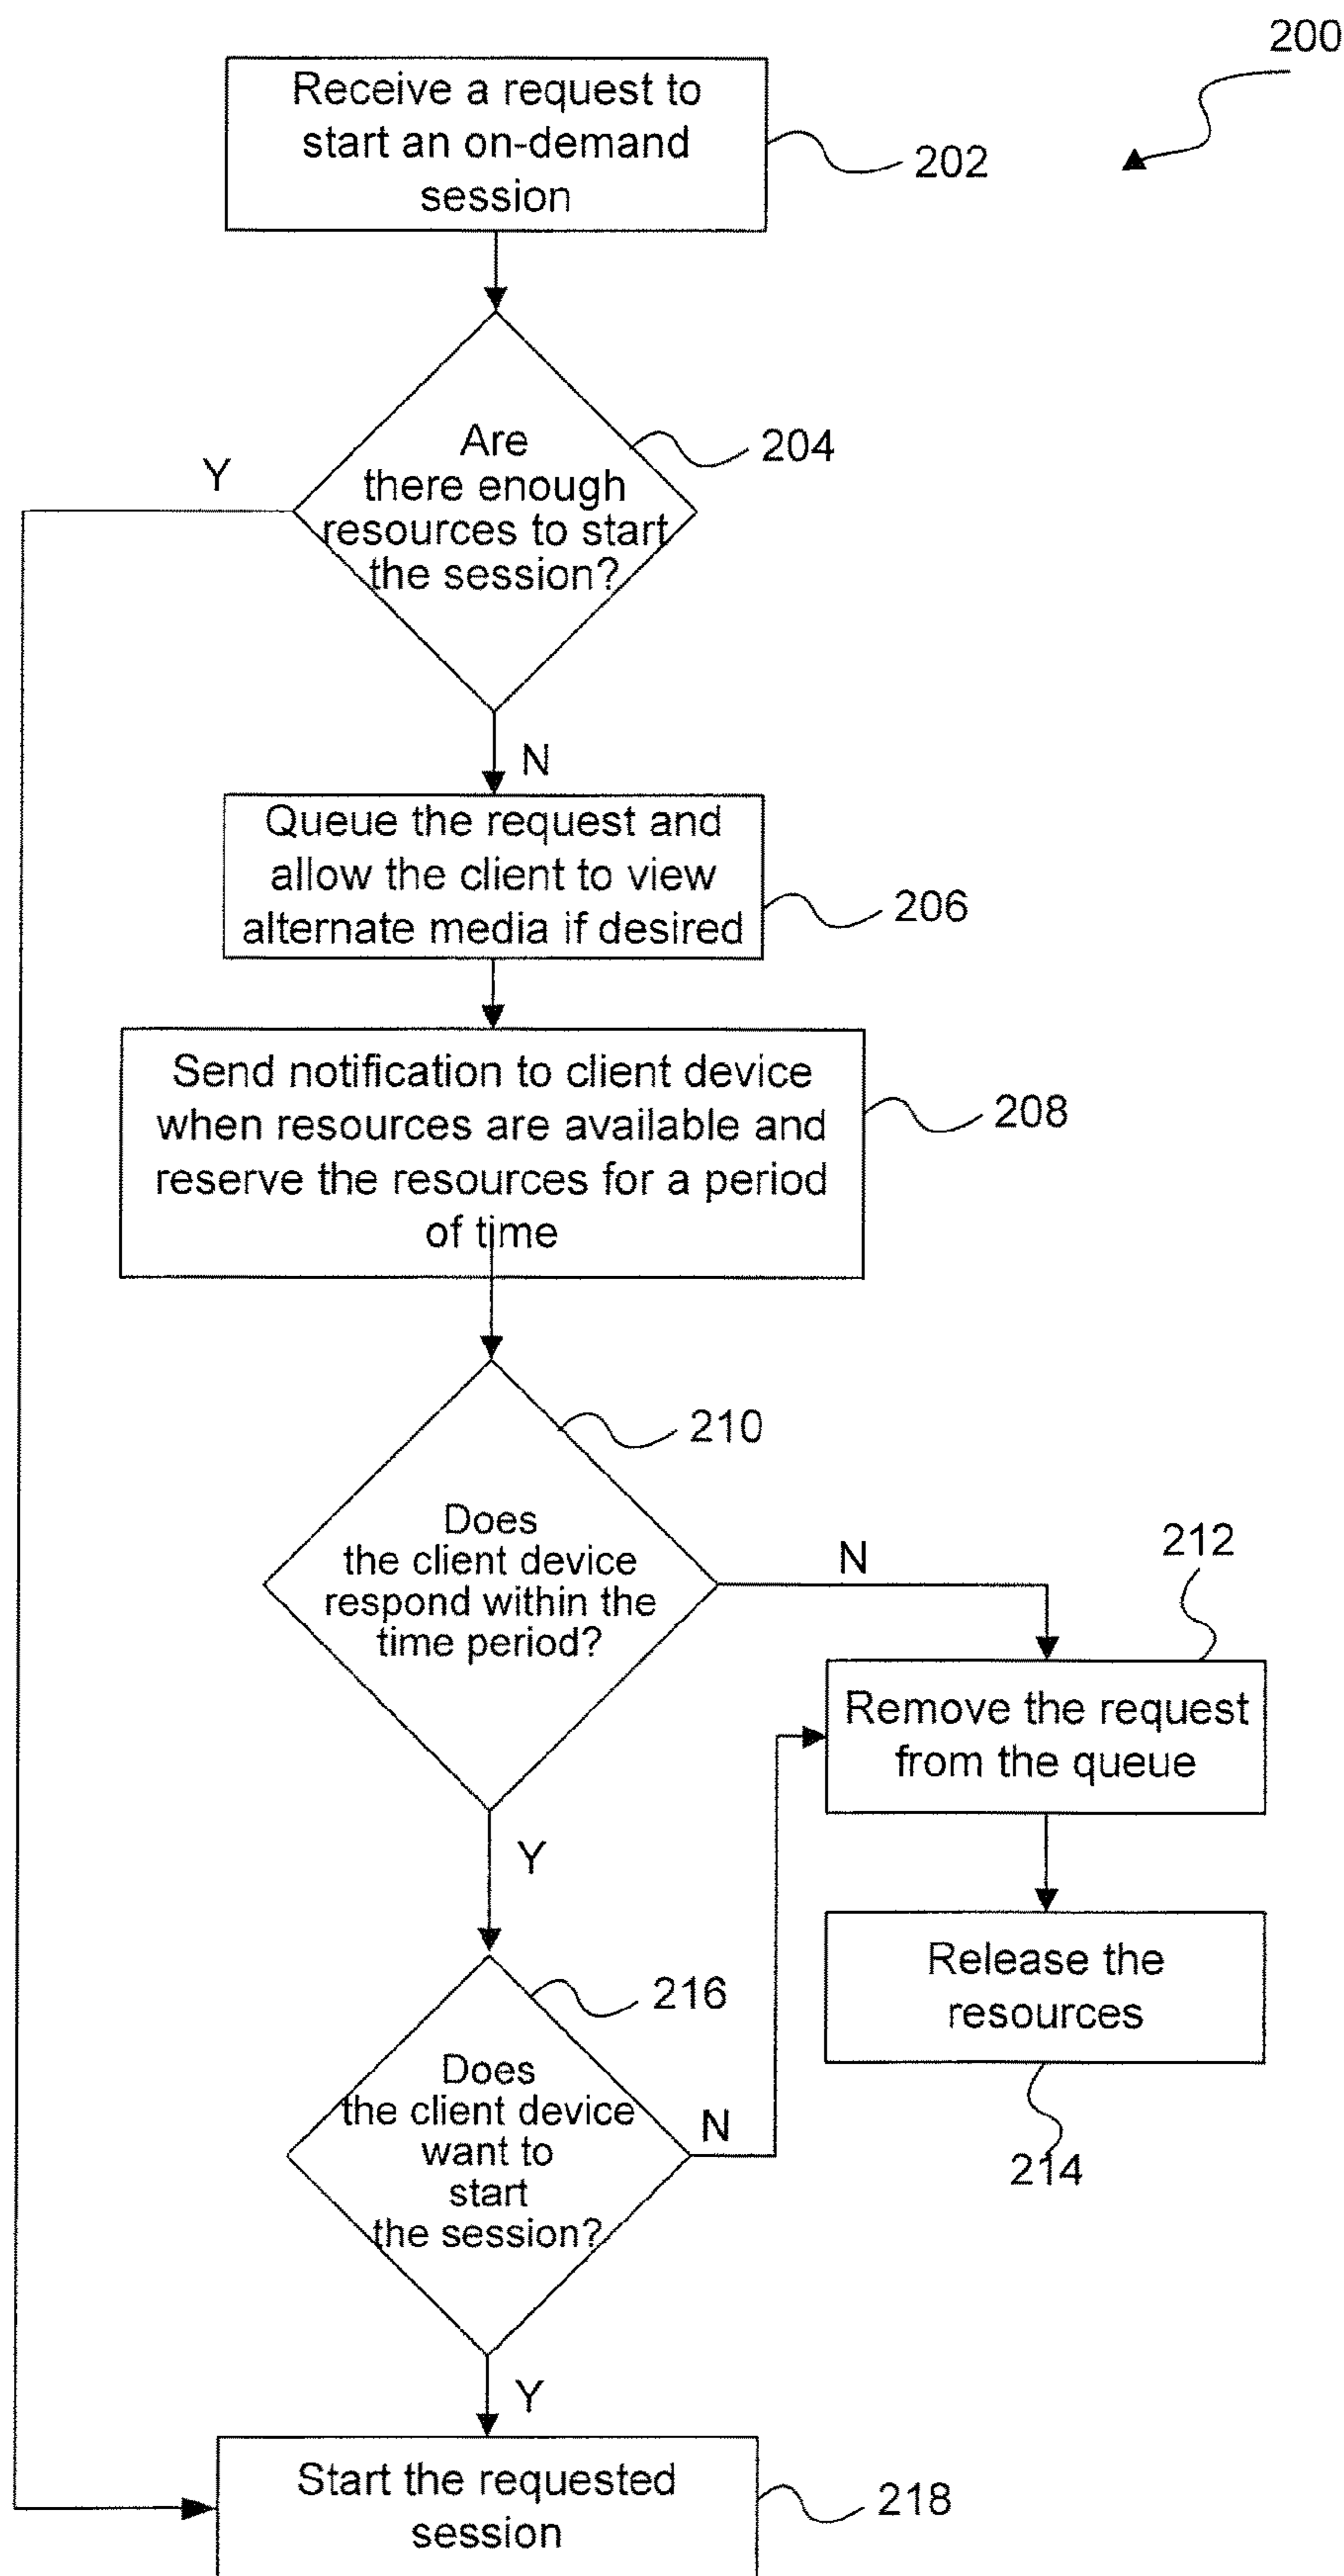 200
Receive a request to
start an on-demand
session
202
Are
there enough
resources to start
the session?
204
Y
N
Queue the request and
allow the client to view
alternate media if desired
206
Send notification to client device
when resources are available and
reserve the resources for a period
of time
208
210
Does
the client device
respond within the
time period?
N
212
Remove the request
from the queue
Y
Release the
resources
214
216
Does
the client device
want to
start
the session?
N
Y
Start the requested
session
218